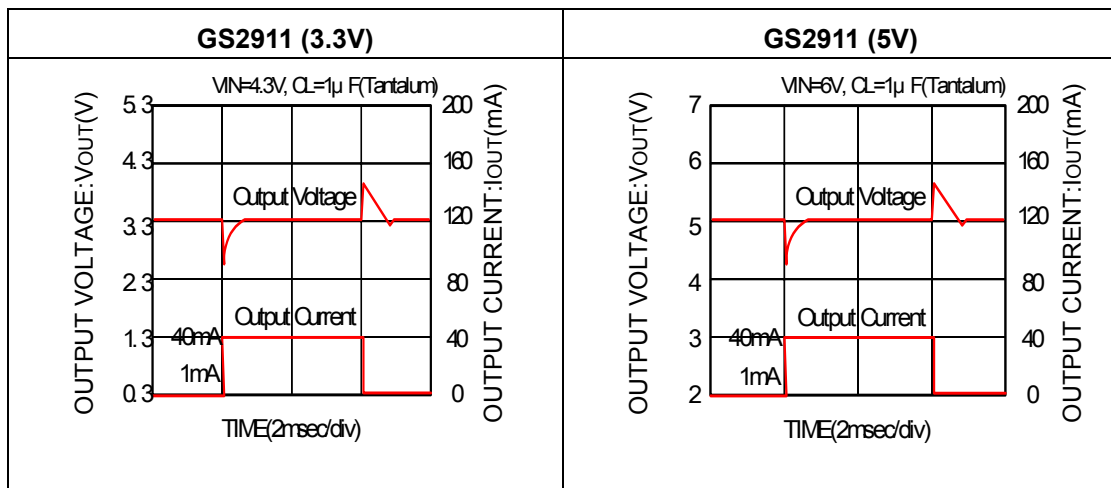 GS2911 (3.3V)
VIN=4.3V, CL=1μ F(Tantalum)
OUTPUT VOLTAGE:VOUT(V)
5.3
4.3
3.3
2.3
1.3
0.3
Output Voltage
Output Current
40mA
1mA
200
160
120
80
40
0
OUTPUT CURRENT:IOUT(mA)
TIME(2msec/div)
GS2911 (5V)
VIN=6V, CL=1μ F(Tantalum)
OUTPUT VOLTAGE:VOUT(V)
7
6
5
4
3
2
Output Voltage
Output Current
40mA
1mA
200
160
120
80
40
0
OUTPUT CURRENT:IOUT(mA)
TIME(2msec/div)